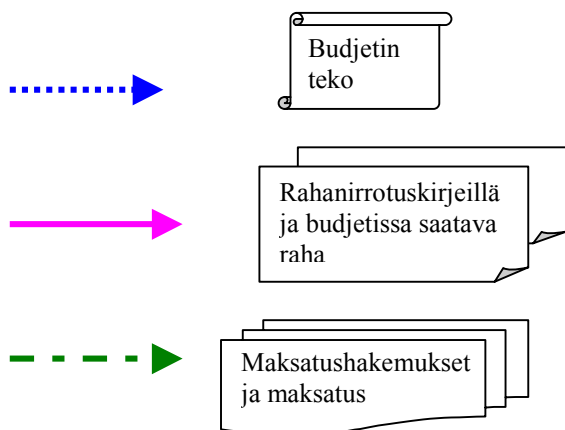 Budjetin
teko
Rahanirrotuskirjeillä
ja budjetissa saatava
raha
Maksatushakemukset
ja maksatus